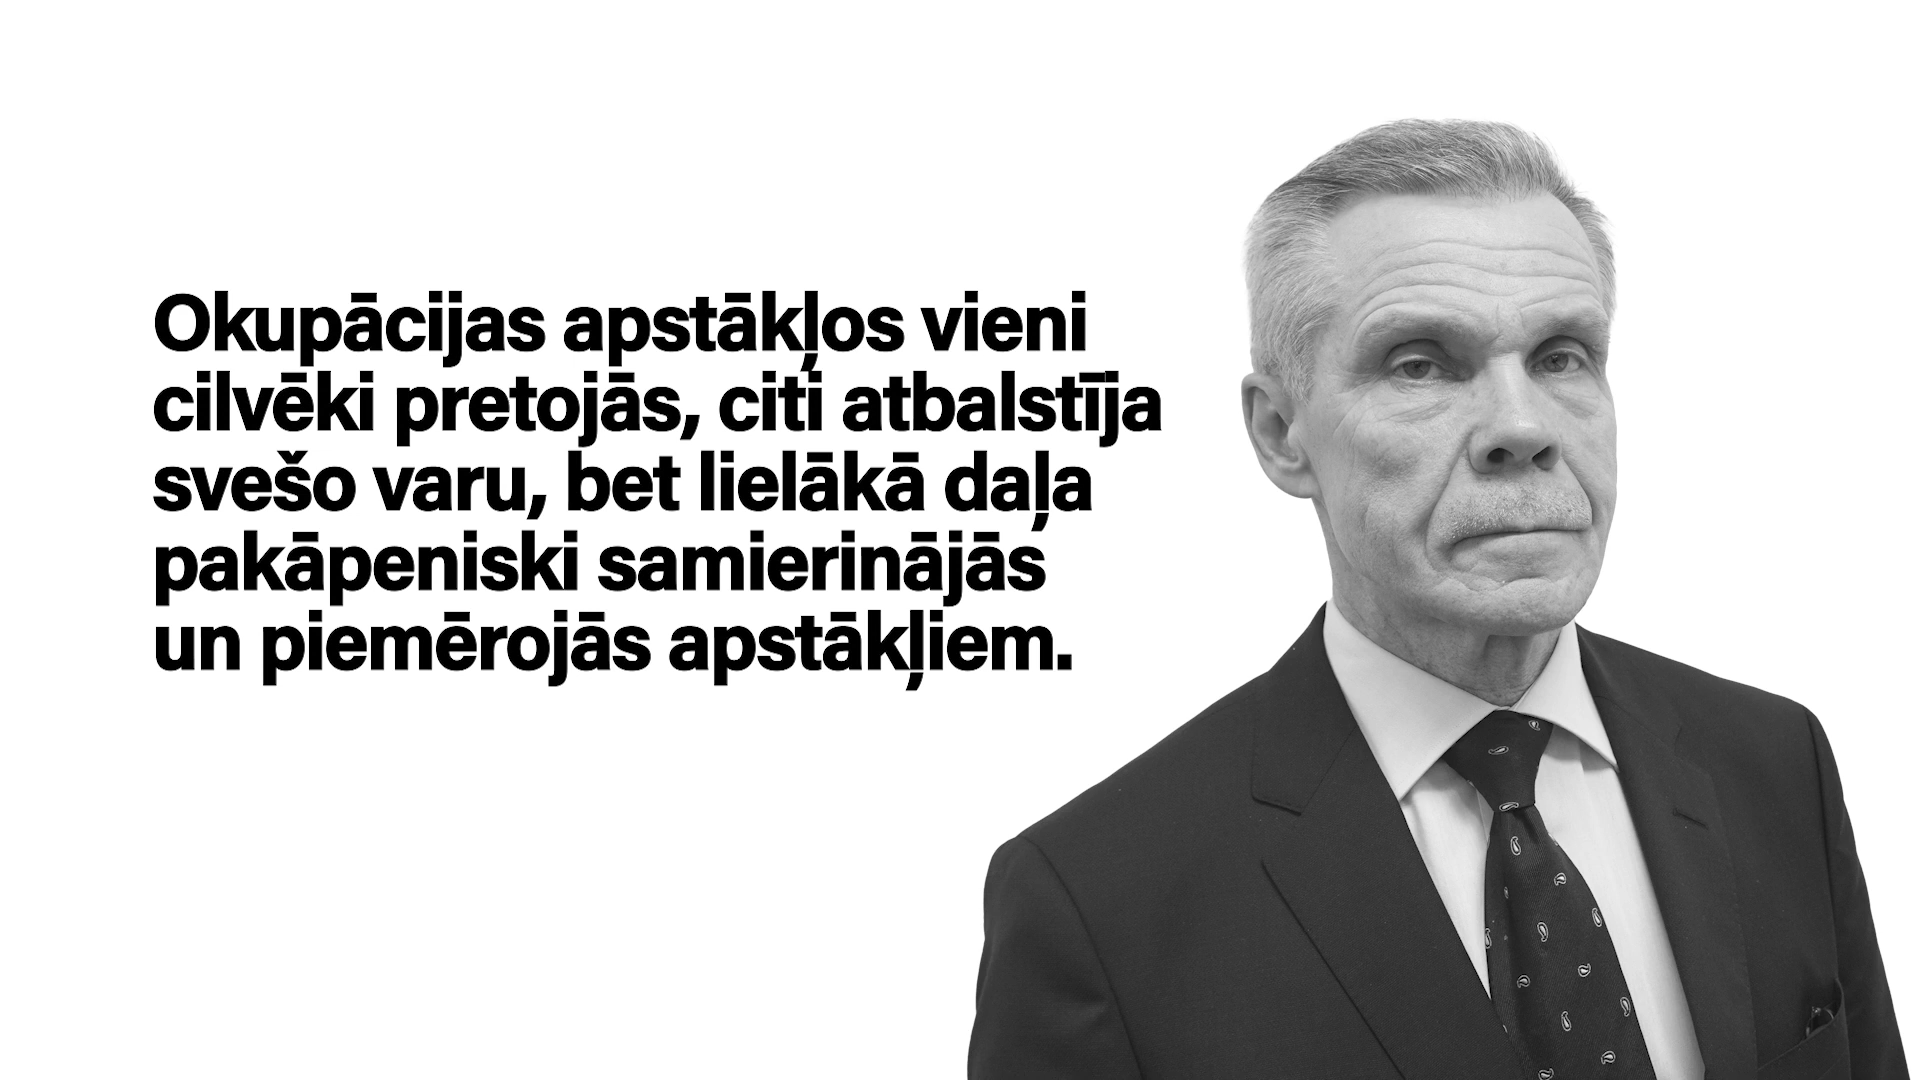 Okupācijas apstākļos vieni
cilvēki pretojās, citi atbalstīja
svešo varu, bet lielākā daļa
pakāpeniski samierinājās
un piemērojās apstākļiem.